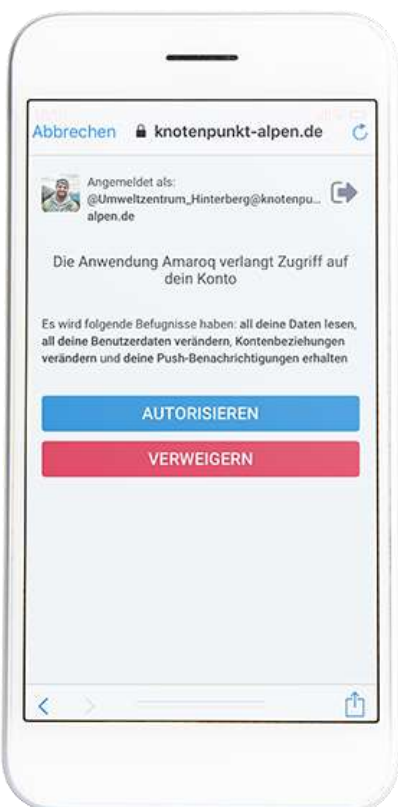 Abbrechen knotenpunkt-alpen.de
Angemeldet als:
@Umweltzentrum_Hinterberg@knotenpu...
alpen.de
Die Anwendung Amaroq verlangt Zugriff auf
dein Konto
Es wird folgende Befugnisse haben: all deine Daten lesen,
all deine Benutzerdaten verändern, Kontenbeziehungen
verändern und deine Push-Benachrichtigungen erhalten
AUTORISIEREN
VERWEIGERN